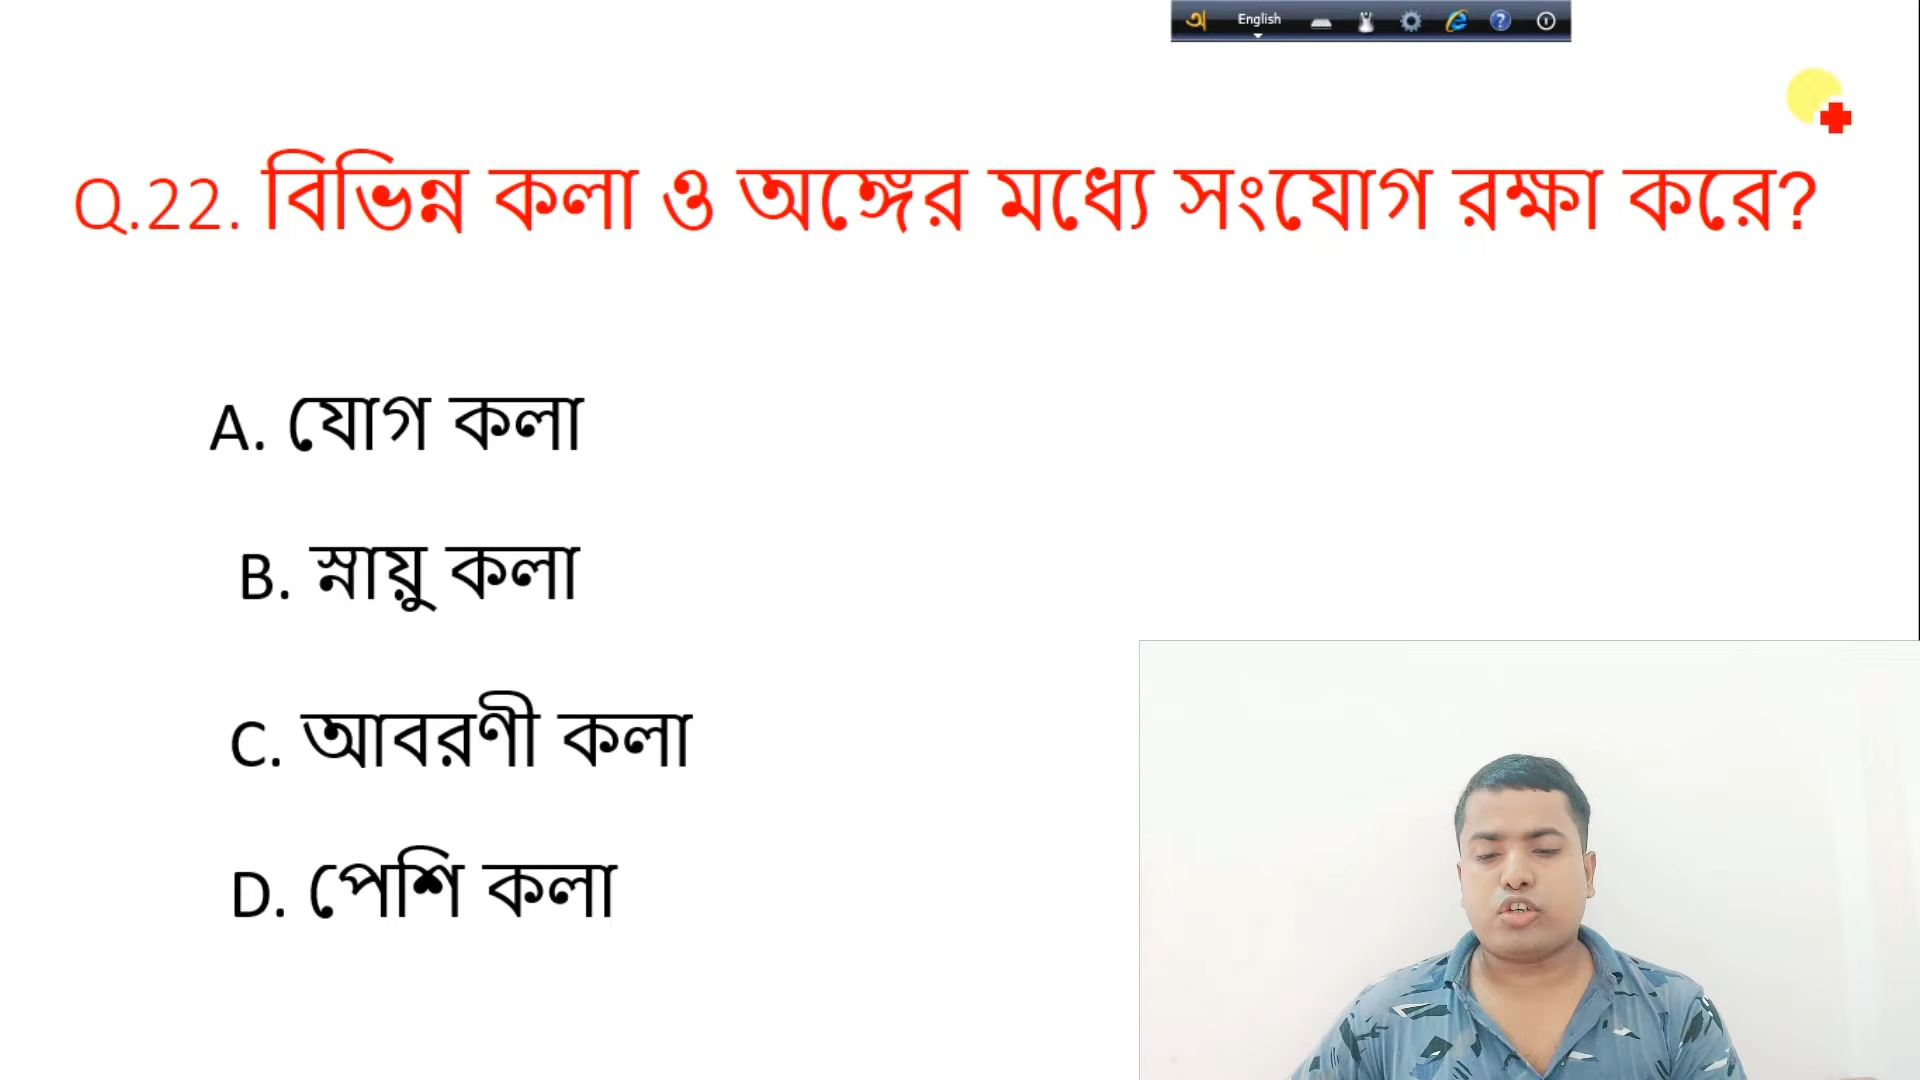 English
Q.22. বিভিন্ন কলা ও অঙ্গের মধ্যে সংযোগ রক্ষা করে?
A. যোগ কলা
B. স্নায়ু কলা
C. আবরণী কলা
D. পেশি কলা